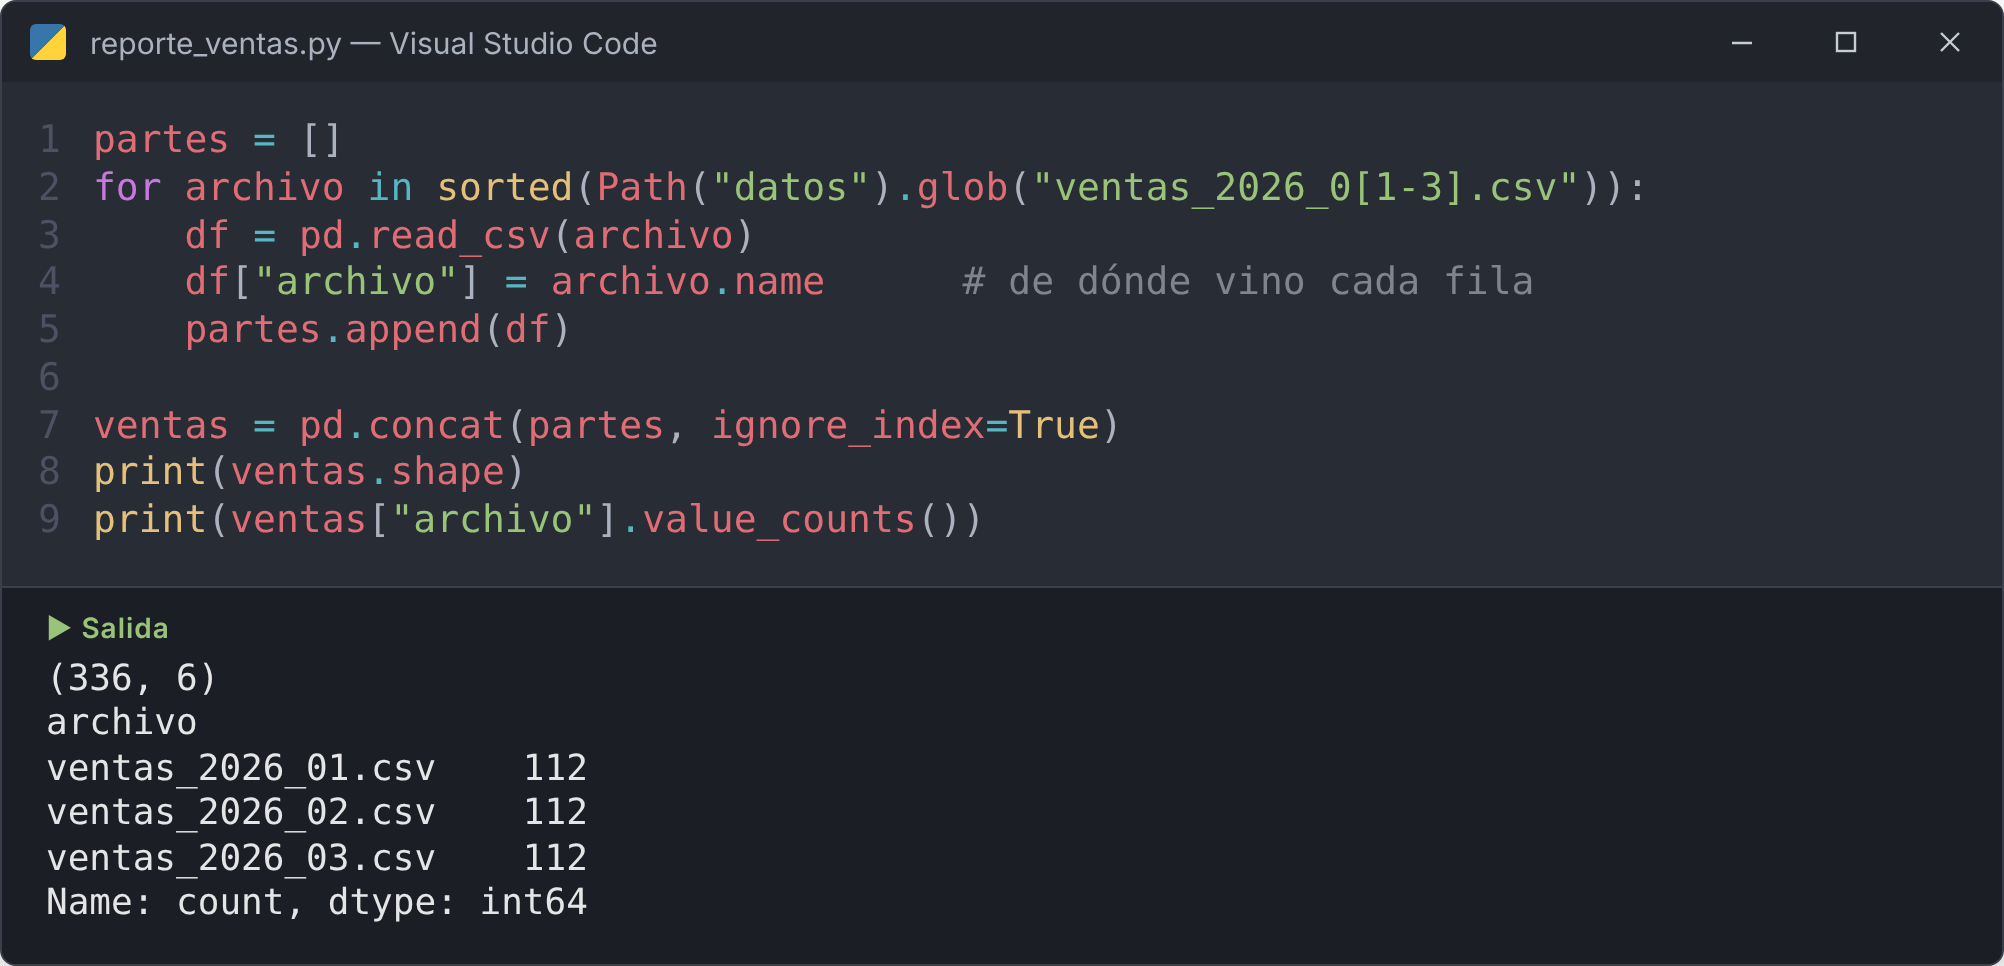 reporte_ventas.py — Visual Studio Code
1 partes = []
2 for archivo in sorted(Path("datos").glob("ventas_2026_0[1-3].csv")):
3     df = pd.read_csv(archivo)
4     df["archivo"] = archivo.name      # de dónde vino cada fila
5     partes.append(df)
6
7 ventas = pd.concat(partes, ignore_index=True)
8 print(ventas.shape)
9 print(ventas["archivo"].value_counts())
▶ Salida
(336, 6)
archivo
ventas_2026_01.csv    112
ventas_2026_02.csv    112
ventas_2026_03.csv    112
Name: count, dtype: int64